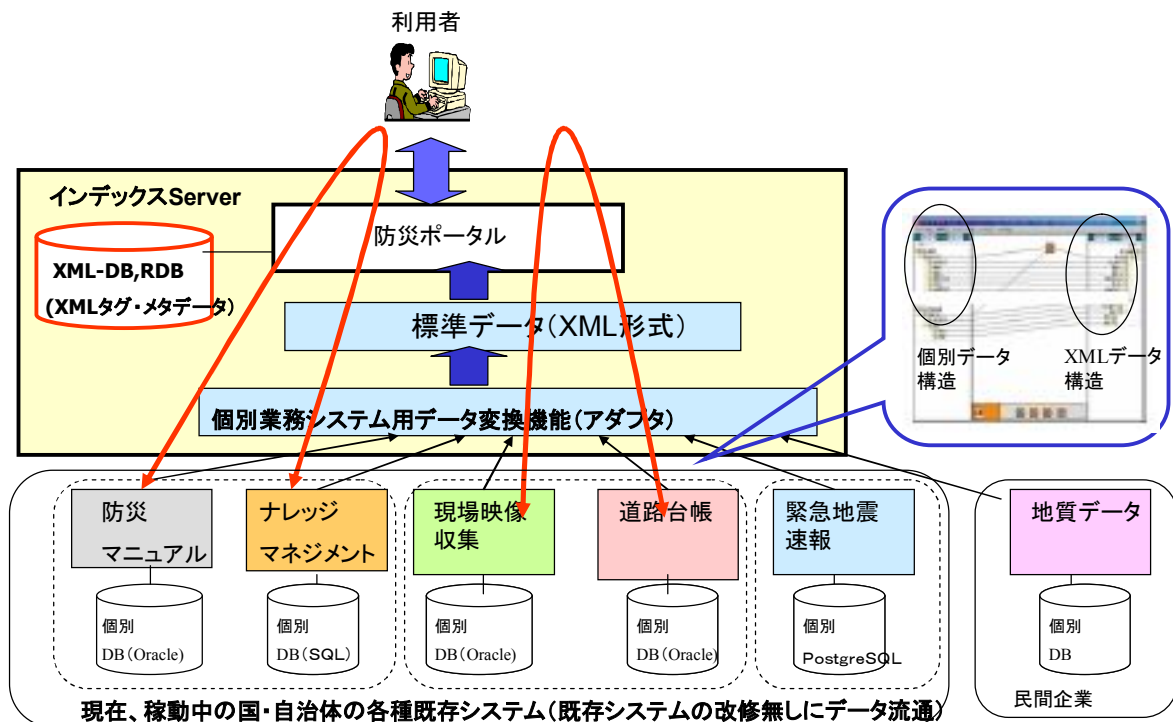 利用者
インデックスServer
防災ポータル
XML-DB,RDB
(XMLタグ・メタデータ)
標準データ(XML形式)
個別業務システム用データ変換機能(アダプタ)
個別データ
構造
XMLデータ
構造
防災
マニュアル
ナレッジ
マネジメント
現場映像
収集
道路台帳
緊急地震
速報
地質データ
個別
DB(Oracle)
個別
DB(SQL)
個別
DB(Oracle)
個別
DB(Oracle)
個別
PostgreSQL
個別
DB
民間企業
現在、稼動中の国・自治体の各種既存システム(既存システムの改修無しにデータ流通)